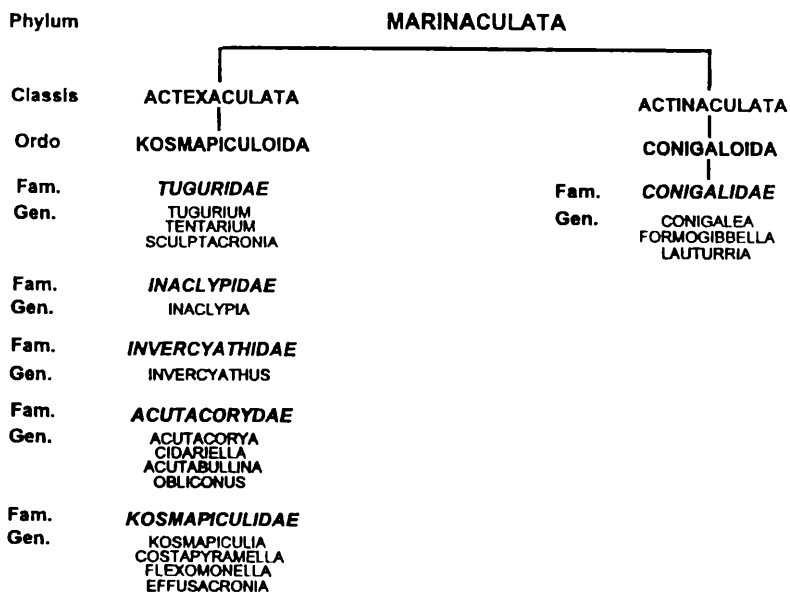 Phylum MARINACULATA
Classis ACTEXACULATA ACTINACULATA
Ordo KOSMAPICULOIDA CONIGALOIDA
Fam. TUGURIDAE Fam. CONIGALIDAE
Gen. TUGURIUM Gen. CONIGALEA
TENTARIUM FORMOGIBBELLA
SCULPTACRONIA LAUTURRIA
Fam. INACLYPIDAE
Gen. INACLYPIA
Fam. INVERCYATHIDAE
Gen. INVERCYATHUS
Fam. ACUTACORYDAE
Gen. ACUTACORYA
CIDARIELLA
ACUTABULLINA
OBLICONUS
Fam. KOSMAPICULIDAE
Gen. KOSMAPICULIA
COSTAPYRAMELLA
FLEXOMONELLA
EFFUSACRONIA